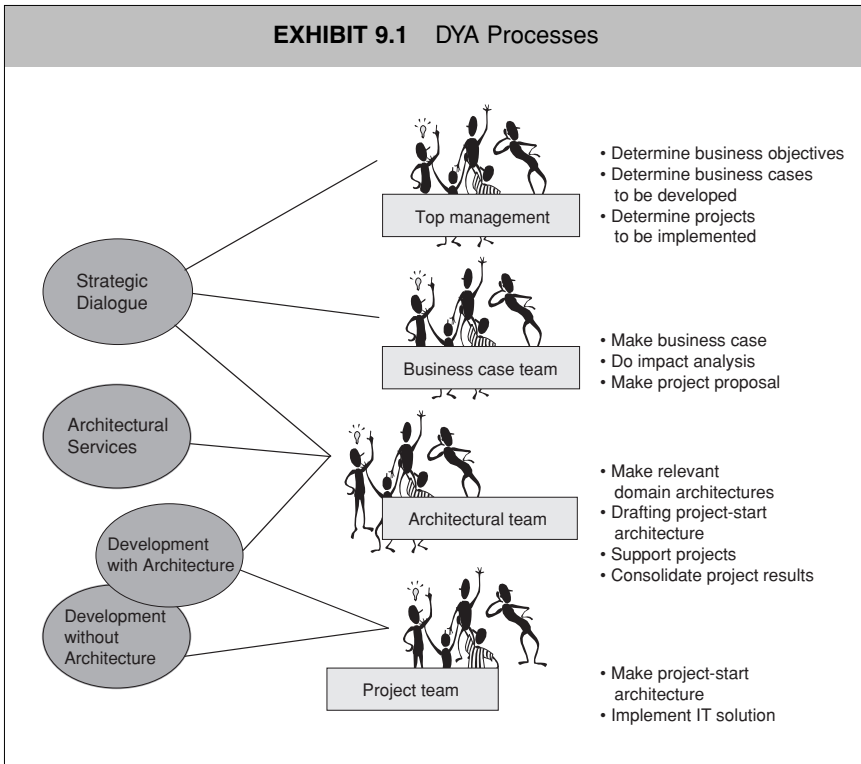 EXHIBIT 9.1 DYA Processes
Strategic
Dialogue
Architectural
Services
Development
with Architecture
Development
without
Architecture
Top management
• Determine business objectives
• Determine business cases
to be developed
• Determine projects
to be implemented
Business case team
• Make business case
• Do impact analysis
• Make project proposal
Architectural team
• Make relevant
domain architectures
• Drafting project-start
architecture
• Support projects
• Consolidate project results
Project team
• Make project-start
architecture
• Implement IT solution